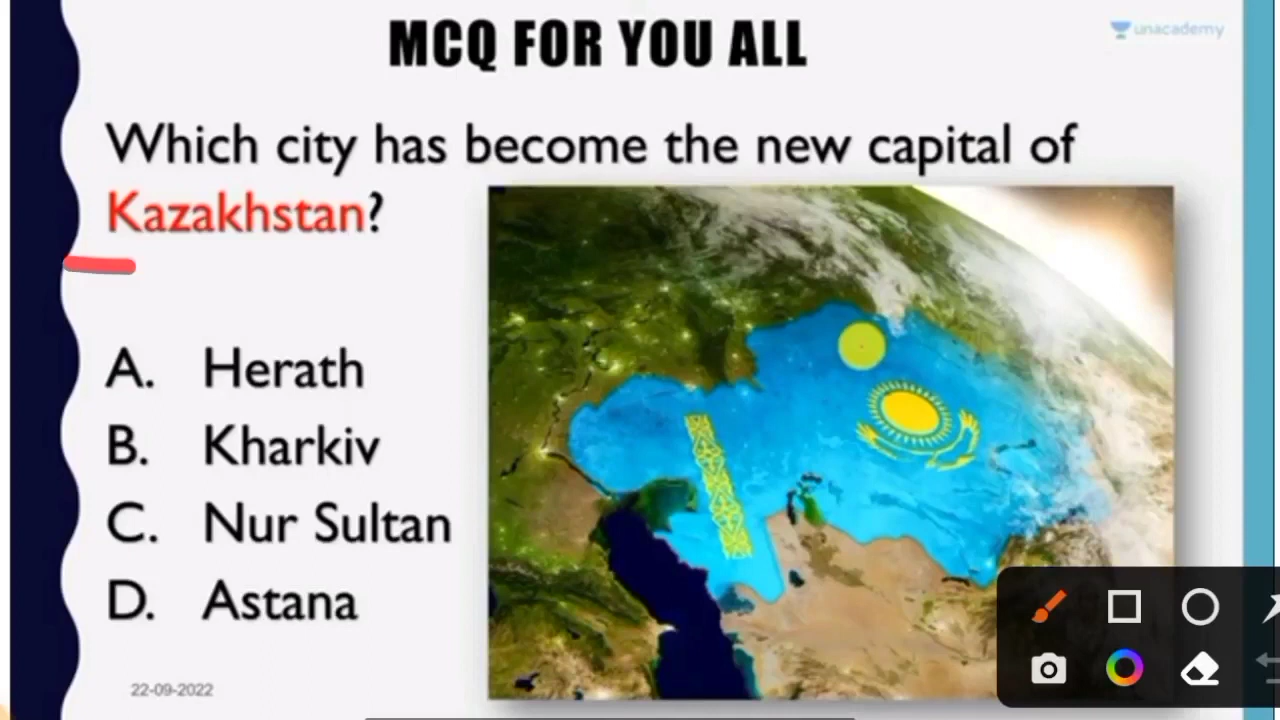 MCQ FOR YOU ALL
unacademy
Which city has become the new capital of
Kazakhstan?
A. Herath
B. Kharkiv
C. Nur Sultan
D. Astana
22-09-2022